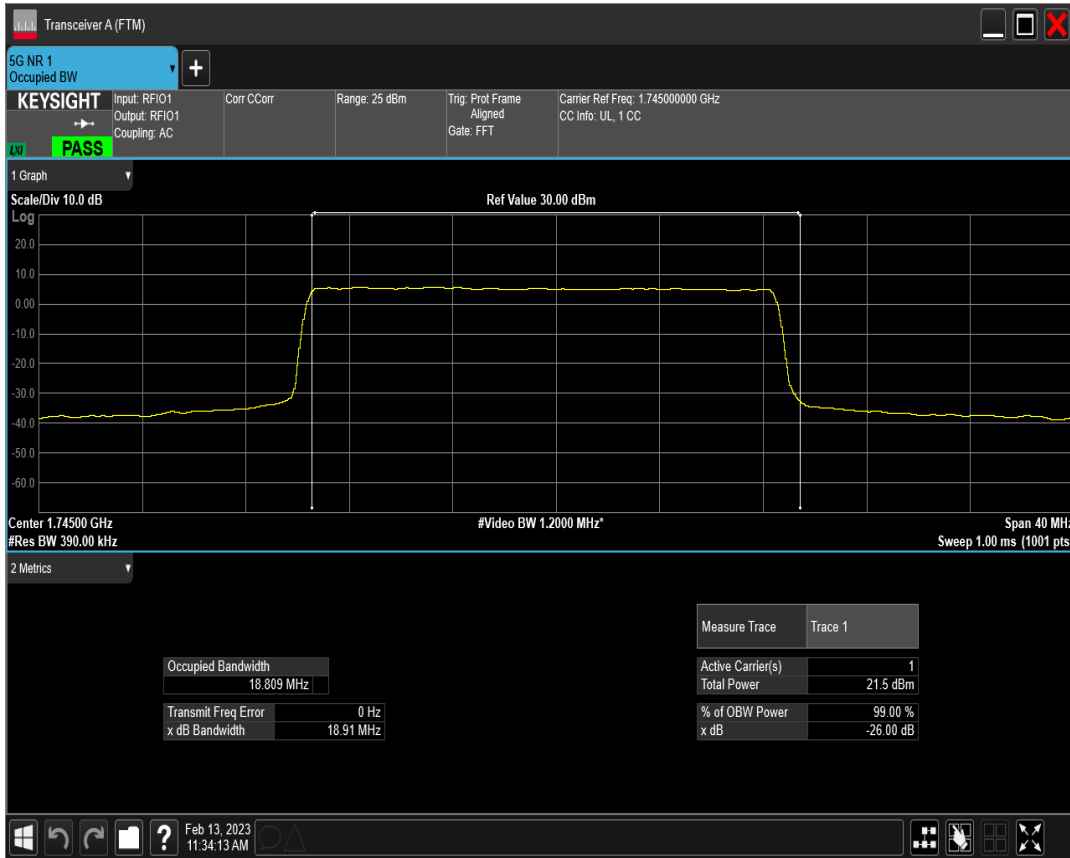 Transceiver A (FTM)
5G NR 1
Occupied BW
+
KEYSIGHT
LXI
PASS
Input: RFIO1
Output: RFIO1
Coupling: AC
Corr CCorr
Range: 25 dBm
Trig: Prot Frame
Aligned
Gate: FFT
Carrier Ref Freq: 1.745000000 GHz
CC Info: UL, 1 CC
1 Graph
Scale/Div 10.0 dB
Ref Value 30.00 dBm
Log
20.0
10.0
0.00
-10.0
-20.0
-30.0
-40.0
-50.0
-60.0
Center 1.74500 GHz
#Video BW 1.2000 MHz*
Span 40 MHz
#Res BW 390.00 kHz
Sweep 1.00 ms (1001 pts
2 Metrics
Measure Trace Trace 1
Occupied Bandwidth
18.809 MHz
Active Carrier(s) 1
Total Power 21.5 dBm
Transmit Freq Error 0 Hz
x dB Bandwidth 18.91 MHz
% of OBW Power 99.00 %
x dB -26.00 dB
?
Feb 13, 2023
11:34:13 AM